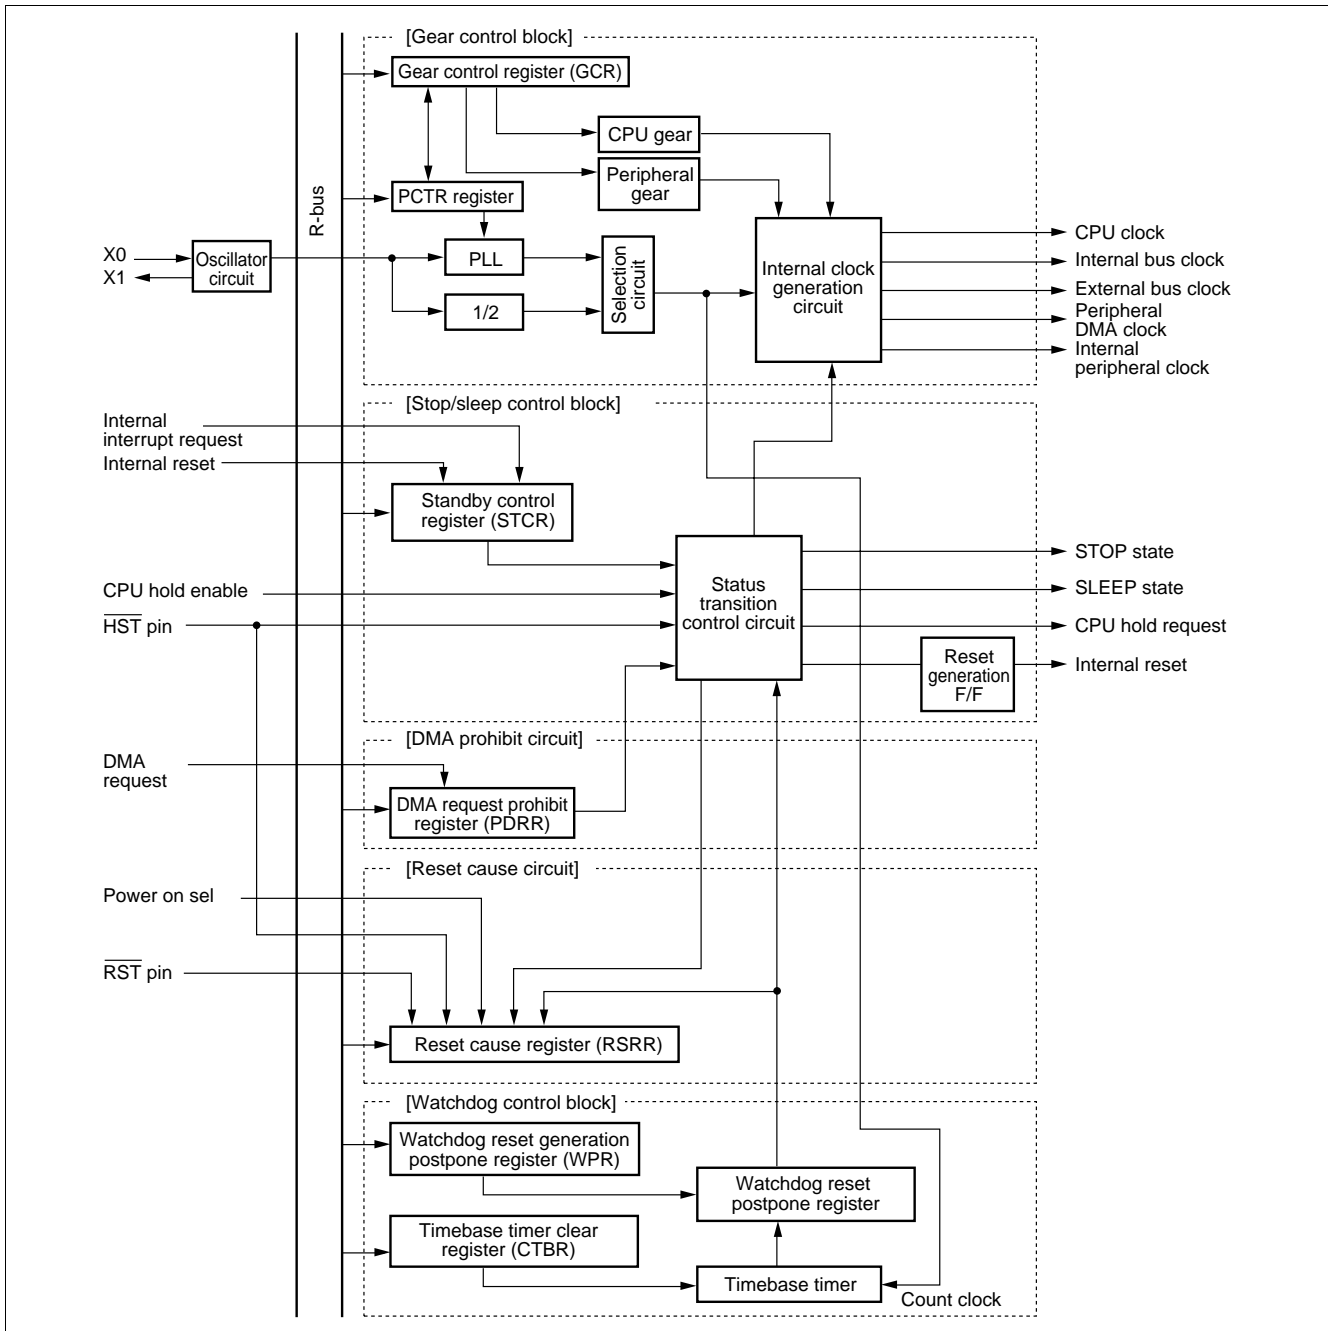 [Gear control block]
Gear control register (GCR)
CPU gear
Peripheral
gear
PCTR register
R-bus
X0
X1
Oscillator
circuit
PLL
1/2
Selection
circuit
Internal clock
generation
circuit
CPU clock
Internal bus clock
External bus clock
Peripheral
DMA clock
Internal
peripheral clock
[Stop/sleep control block]
Internal
interrupt request
Internal reset
Standby control
register (STCR)
CPU hold enable
HST pin
Status
transition
control circuit
STOP state
SLEEP state
CPU hold request
Reset
generation
F/F
Internal reset
[DMA prohibit circuit]
DMA
request
DMA request prohibit
register (PDRR)
[Reset cause circuit]
Power on sel
RST pin
Reset cause register (RSRR)
[Watchdog control block]
Watchdog reset generation
postpone register (WPR)
Watchdog reset
postpone register
Timebase timer clear
register (CTBR)
Timebase timer
Count clock